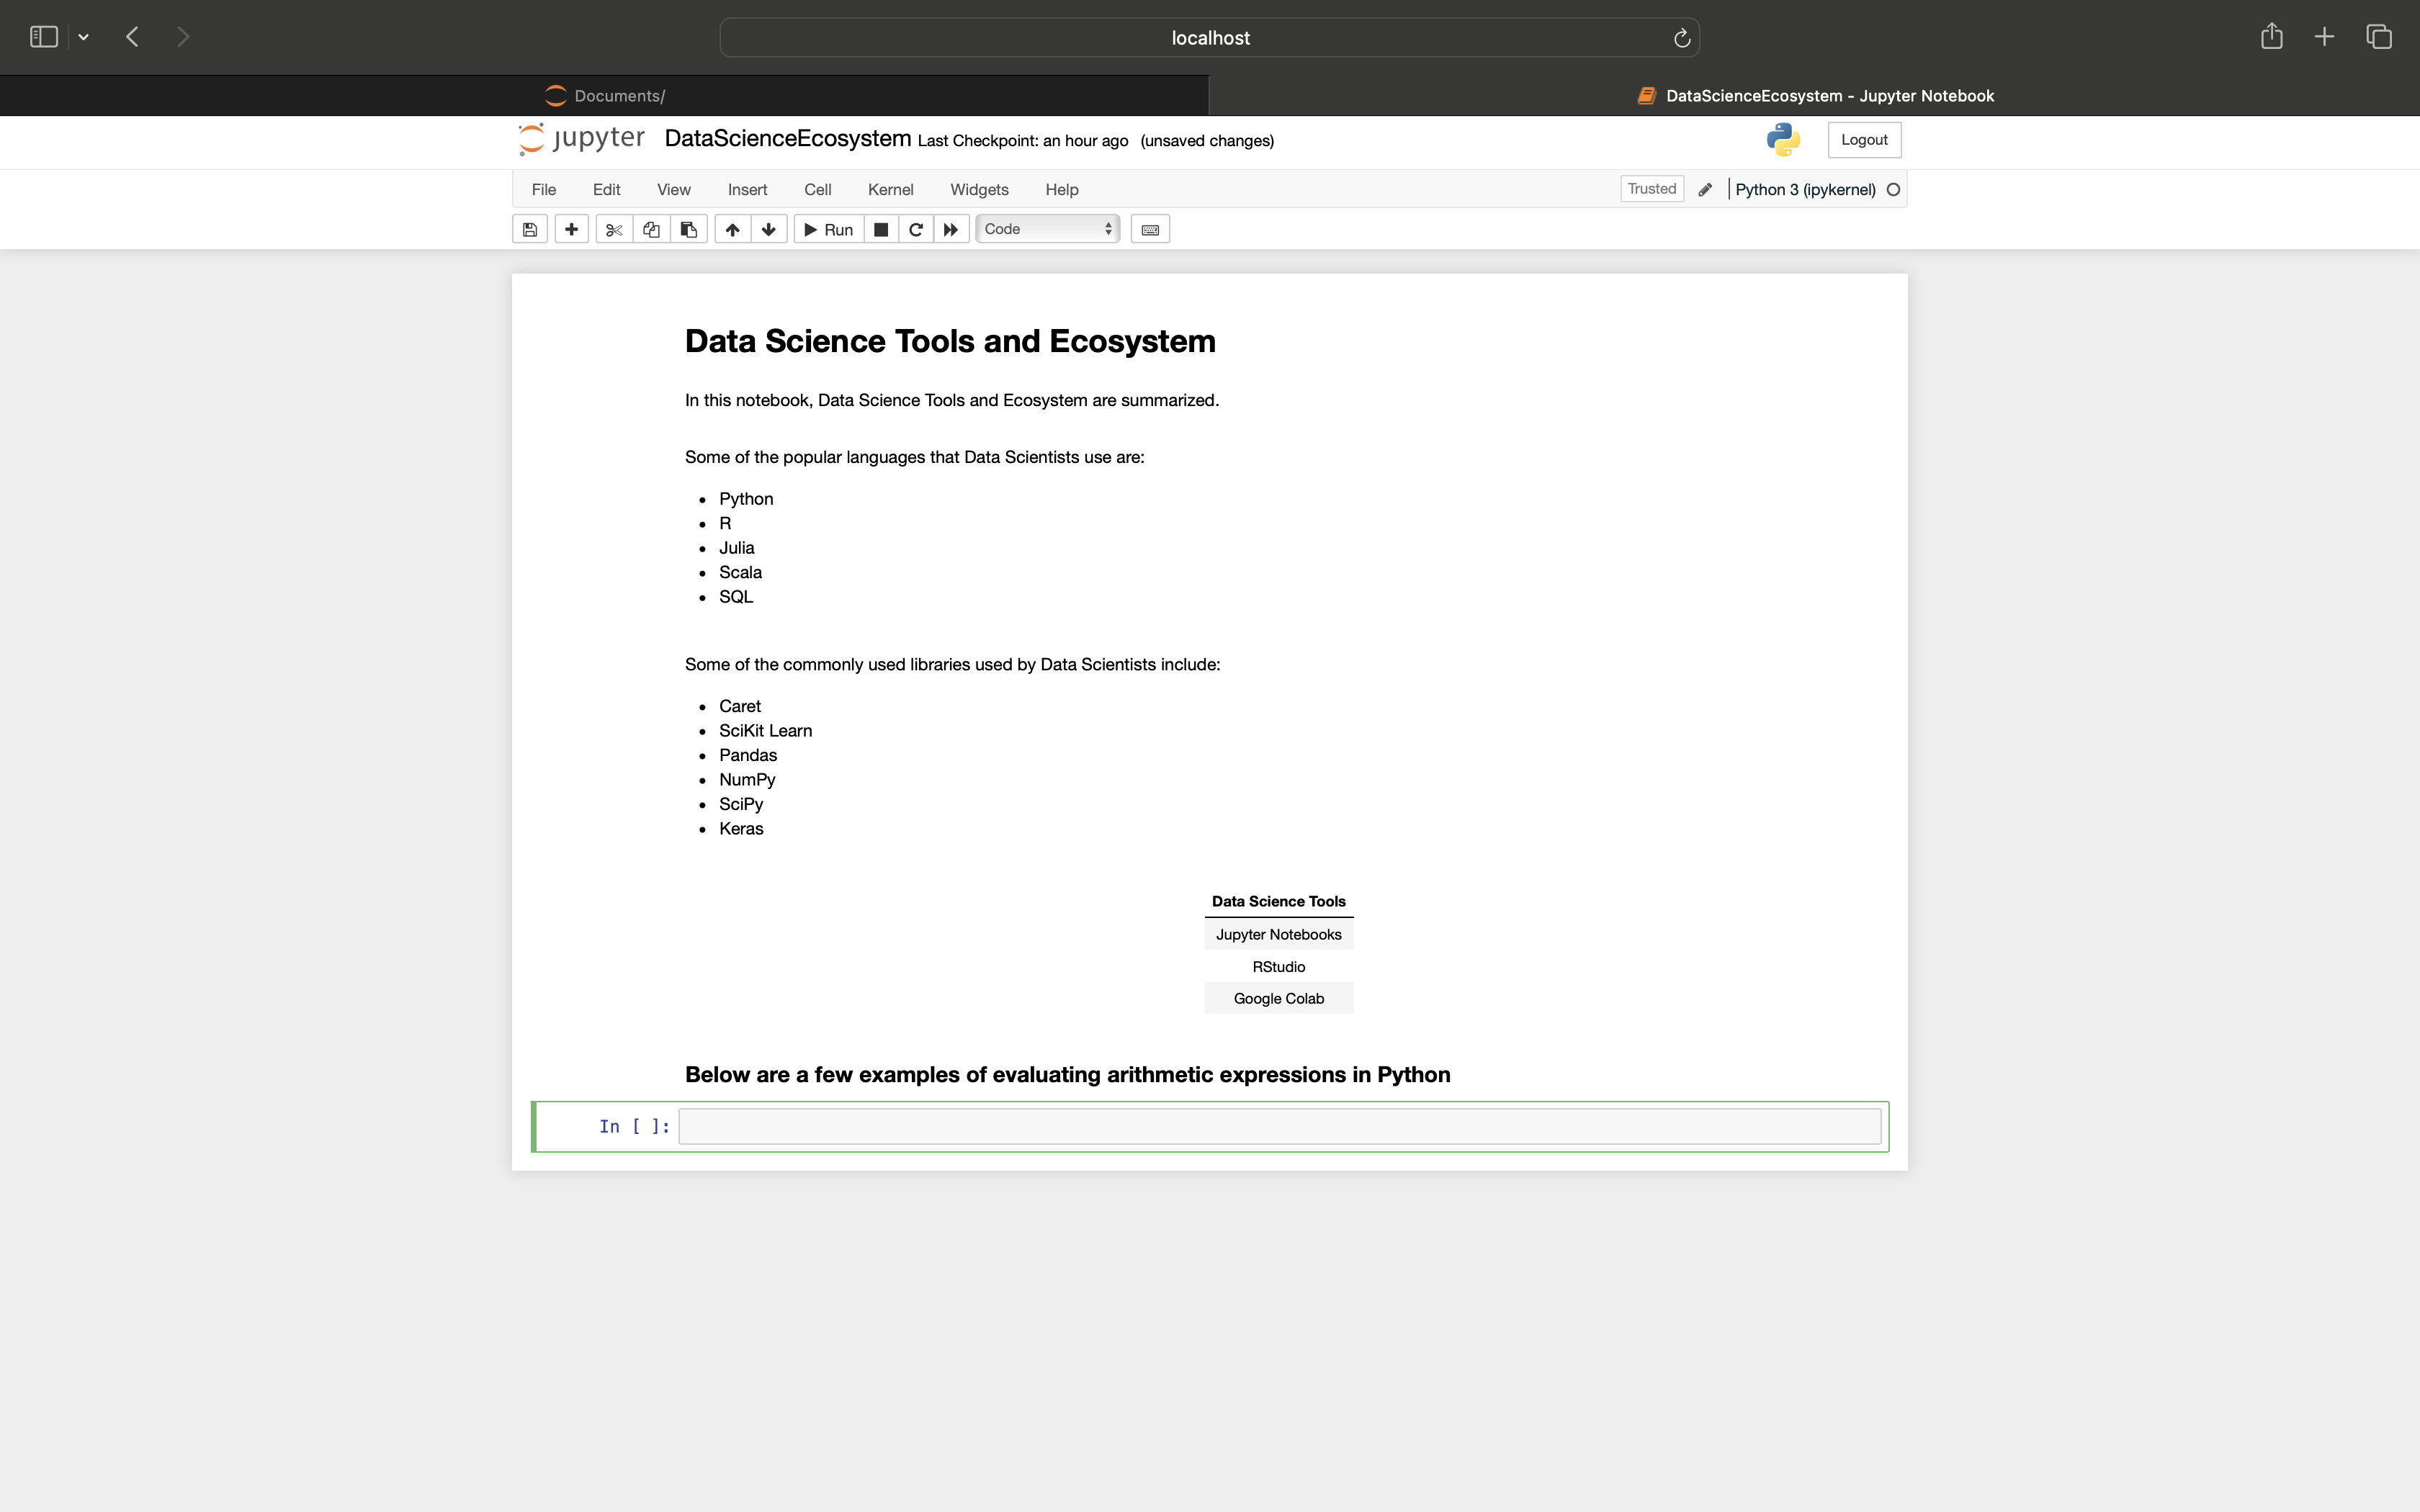 localhost
Documents/
DataScienceEcosystem - Jupyter Notebook
jupyter DataScienceEcosystem Last Checkpoint: an hour ago (unsaved changes)
Logout
File Edit View Insert Cell Kernel Widgets Help
Trusted
Python 3 (ipykernel)
Run
Code
Data Science Tools and Ecosystem
In this notebook, Data Science Tools and Ecosystem are summarized.
Some of the popular languages that Data Scientists use are:
• Python
• R
• Julia
• Scala
• SQL
Some of the commonly used libraries used by Data Scientists include:
• Caret
• SciKit Learn
• Pandas
• NumPy
• SciPy
• Keras
Data Science Tools
Jupyter Notebooks
RStudio
Google Colab
Below are a few examples of evaluating arithmetic expressions in Python
In [ ]: